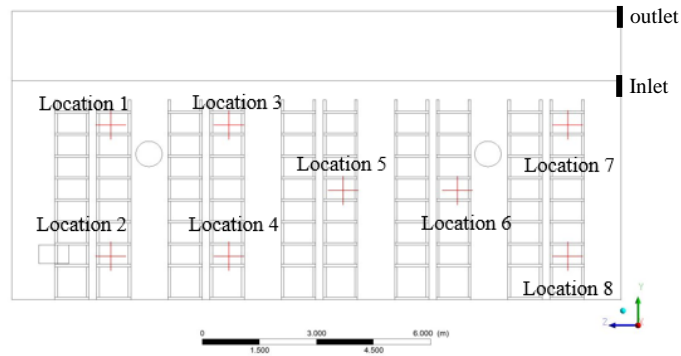 outlet
Inlet
Location 1
Location 3
Location 5
Location 7
Location 2
Location 4
Location 6
Location 8
Y
Z
0
3.000
6.000 (m)
1.500
4.500